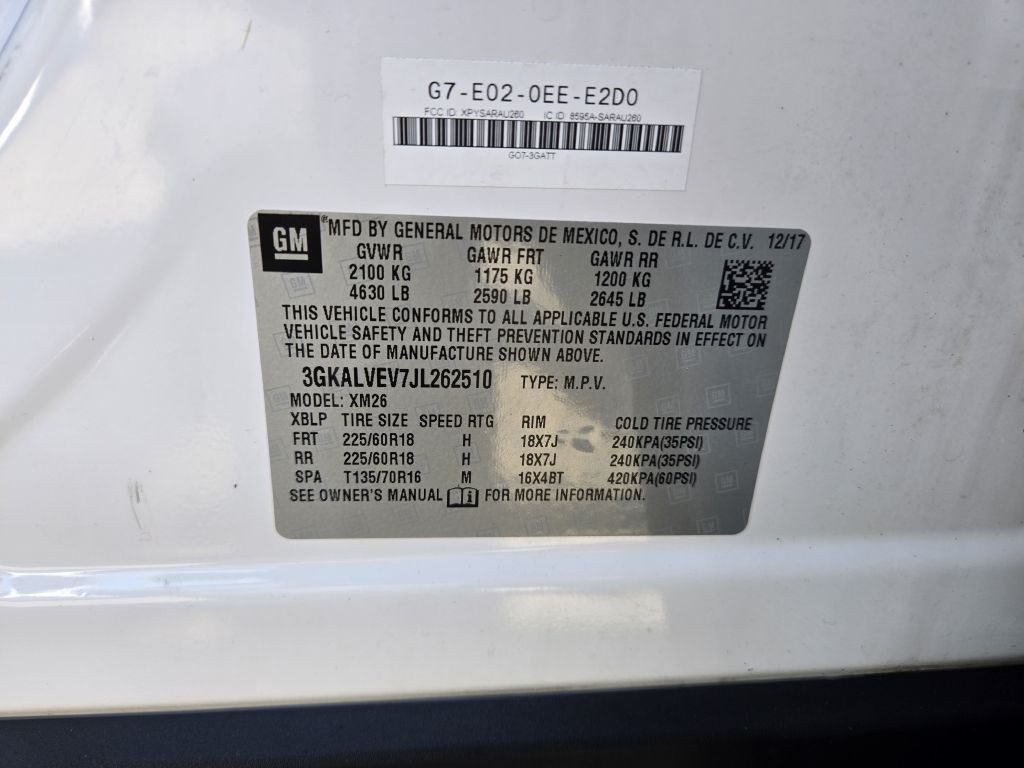 G7-E02-0EE-E2D0
FCC ID: XPYSARAU260 IC ID: 8595A-SARAU260
GO7-3GATT
GM ® MFD BY GENERAL MOTORS DE MEXICO, S. DE R.L. DE C.V. 12/17
GVWR GAWR FRT GAWR RR
2100 KG 1175 KG 1200 KG
4630 LB 2590 LB 2645 LB
THIS VEHICLE CONFORMS TO ALL APPLICABLE U.S. FEDERAL MOTOR
VEHICLE SAFETY AND THEFT PREVENTION STANDARDS IN EFFECT ON
THE DATE OF MANUFACTURE SHOWN ABOVE.
3GKALVEV7JL262510 TYPE: M.P.V.
MODEL: XM26
XBLP TIRE SIZE SPEED RTG RIM COLD TIRE PRESSURE
FRT 225/60R18 H 18X7J 240KPA(35PSI)
RR 225/60R18 H 18X7J 240KPA(35PSI)
SPA T135/70R16 M 16X4BT 420KPA(60PSI)
SEE OWNER'S MANUAL FOR MORE INFORMATION.